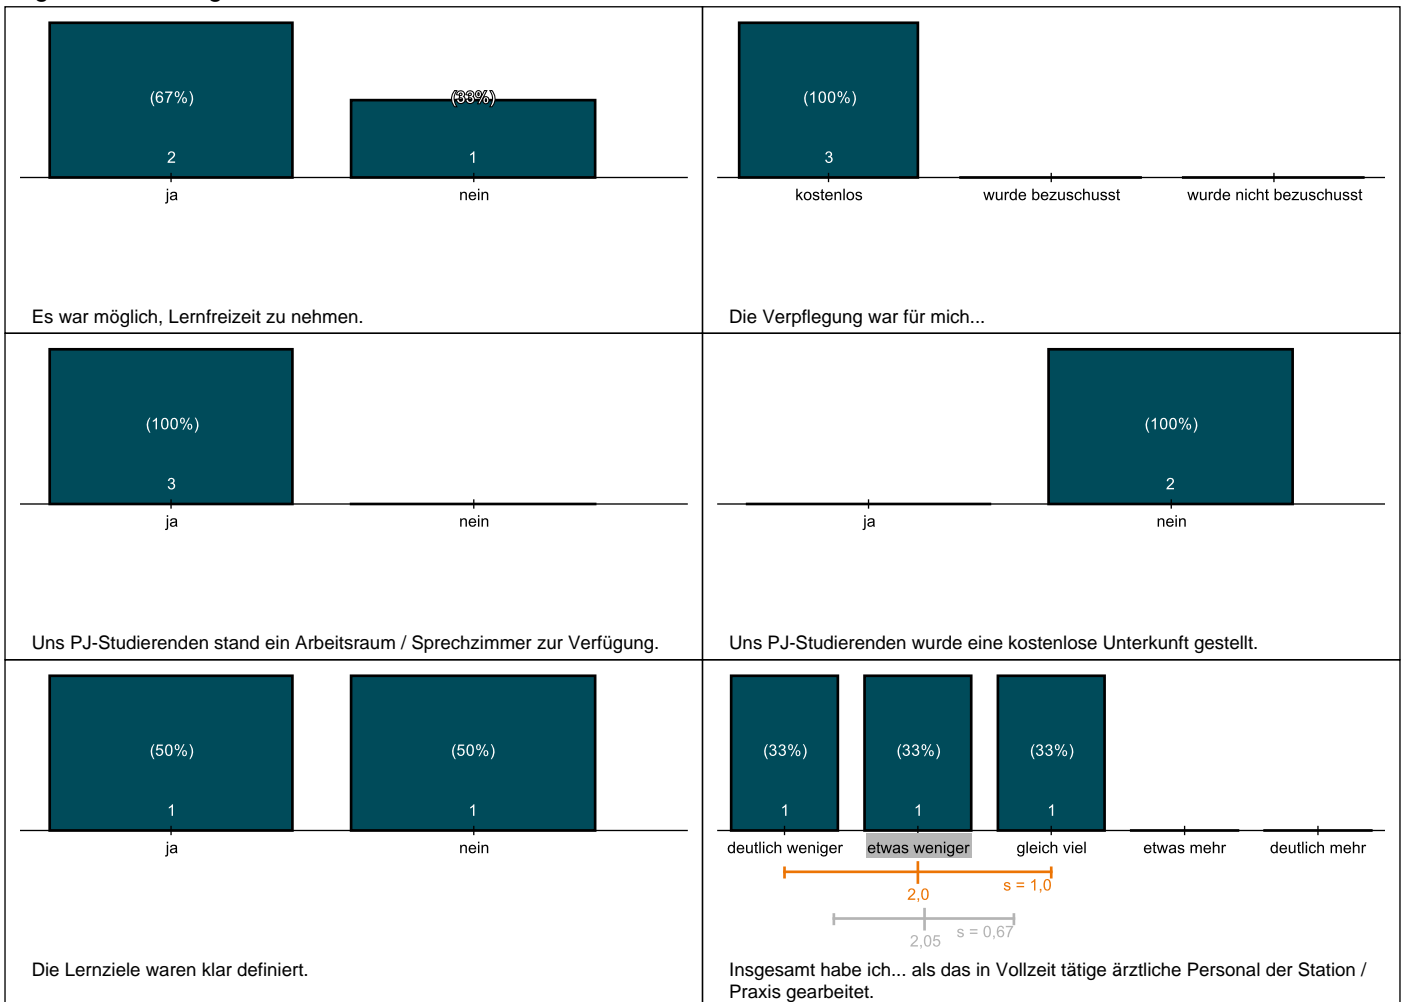 (67%)
(33%)
2
1
ja
nein
Es war möglich, Lernfreizeit zu nehmen.
(100%)
3
kostenlos
wurde bezuschusst
wurde nicht bezuschusst
Die Verpflegung war für mich...
(100%)
3
ja
nein
Uns PJ-Studierenden stand ein Arbeitsraum / Sprechzimmer zur Verfügung.
(100%)
2
ja
nein
Uns PJ-Studierenden wurde eine kostenlose Unterkunft gestellt.
(50%)
(50%)
1
1
ja
nein
Die Lernziele waren klar definiert.
(33%)
(33%)
(33%)
1
1
1
deutlich weniger
etwas weniger
gleich viel
etwas mehr
deutlich mehr
s = 1,0
2,0
s = 0,67
2,05
Insgesamt habe ich... als das in Vollzeit tätige ärztliche Personal der Station /
Praxis gearbeitet.